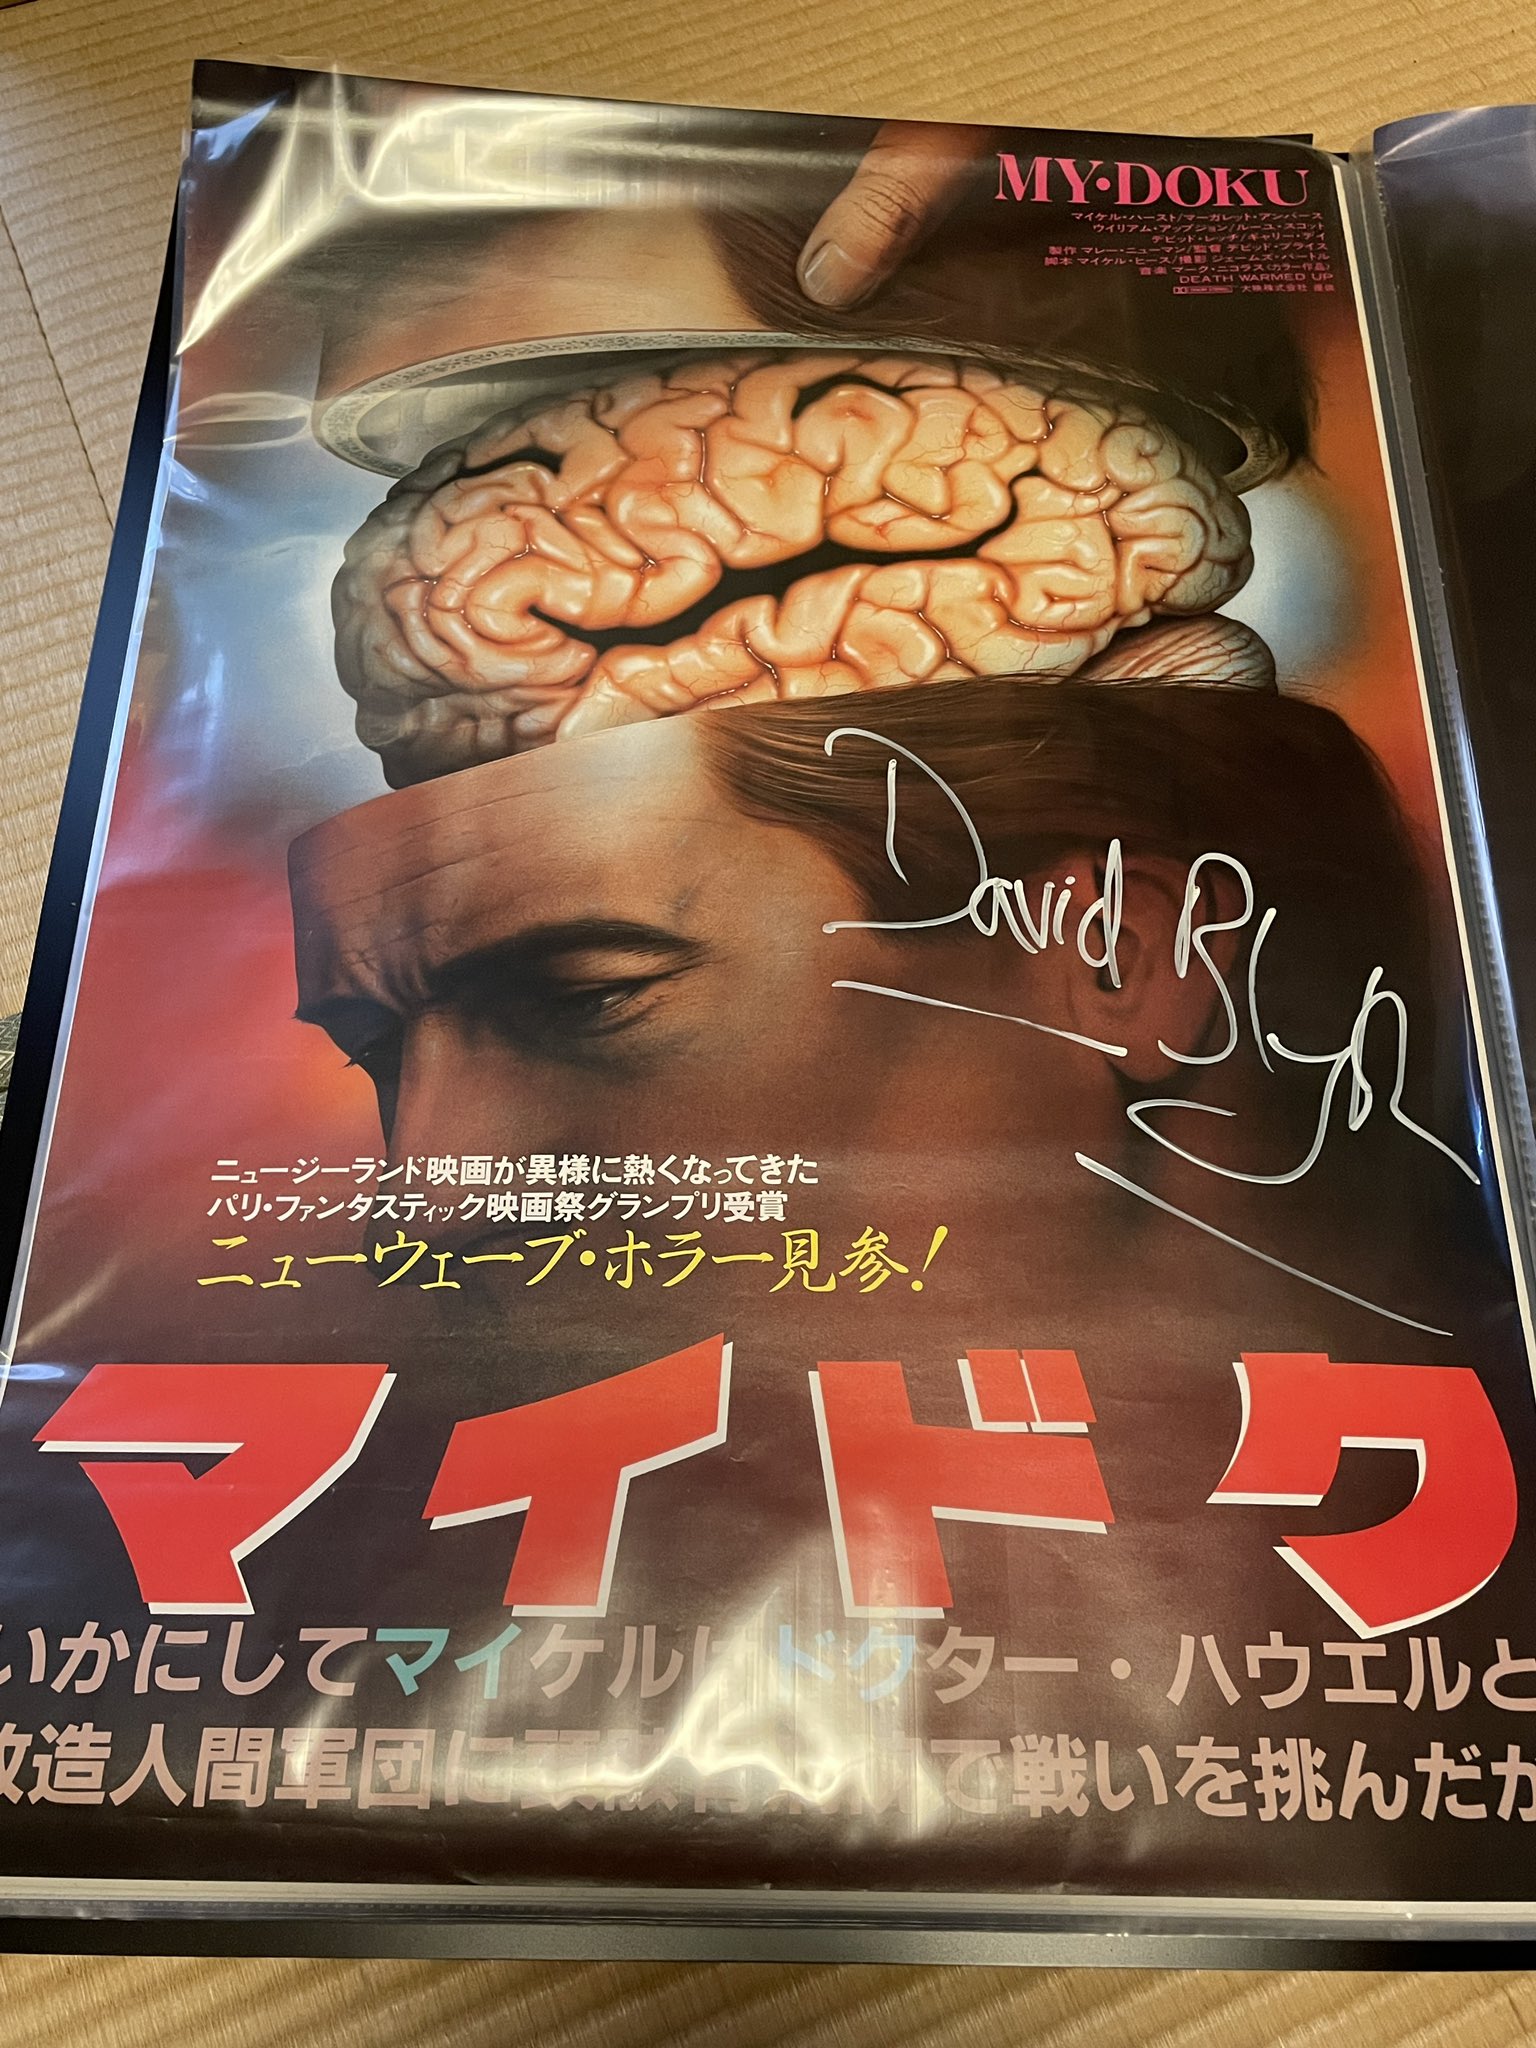 MY・DOKU
マイケル・ハースト/マーガレット・アンバース
ウイリアム・アップジョン/ルーユ・スコット
デビッド・レッチ/ギャリー・デイ
製作 マレー・ニューマン/監督 デビッド・ブライス
脚本 マイケル・ヒース/撮影 ジェームズ・バートル
音楽 マーク・ニコラス(カラー作品)
DEATH WARMED UP
大映株式会社 提供
David Blyth
ニュージーランド映画が異様に熱くなってきた
パリ・ファンタスティック映画祭グランプリ受賞
ニューウェーブ・ホラー見参!
マイドク
いかにしてマイケルはドクター・ハウエルと
改造人間軍団に で戦いを挑んだか